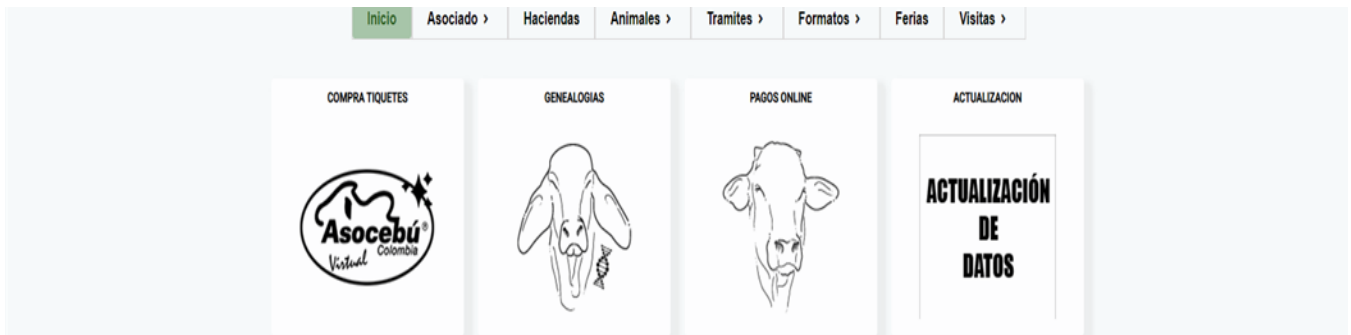 Inicio Asociado › Haciendas Animales › Tramites › Formatos › Ferias Visitas ›
COMPRA TIQUETES
GENEALOGIAS
PAGOS ONLINE
ACTUALIZACION
Asocebú®
Colombia
Virtual
ACTUALIZACIÓN
DE
DATOS